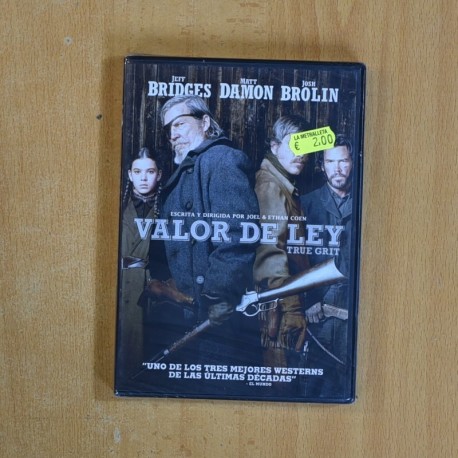 JEFF MATT JOSH
BRIDGES DAMON BROLIN
LA METRALLETA
€ 2,00
ESCRITA Y DIRIGIDA POR JOEL & ETHAN COEN
VALOR DE LEY
TRUE GRIT
"UNO DE LOS TRES MEJORES WESTERNS
DE LAS ÚLTIMAS DÉCADAS"
- EL MUNDO